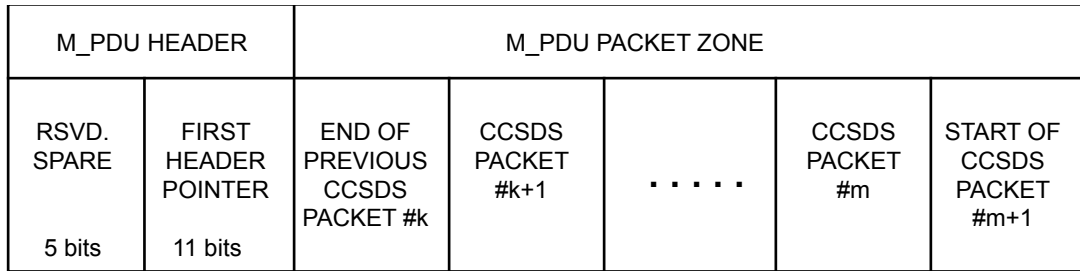 M_PDU HEADER
M_PDU PACKET ZONE
RSVD.
SPARE
5 bits
FIRST
HEADER
POINTER
11 bits
END OF
PREVIOUS
CCSDS
PACKET #k
CCSDS
PACKET
#k+1
. . . . .
CCSDS
PACKET
#m
START OF
CCSDS
PACKET
#m+1